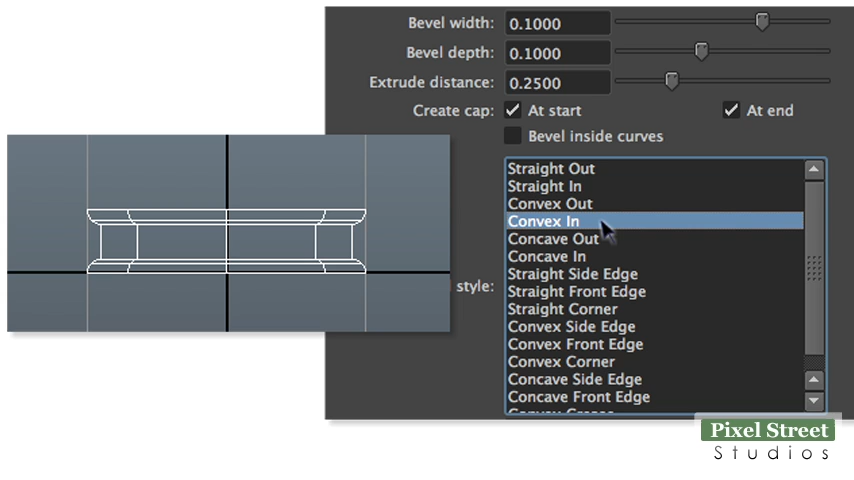 Bevel width: 0.1000
Bevel depth: 0.1000
Extrude distance: 0.2500
Create cap: At start At end
Bevel inside curves
Straight Out
Straight In
Convex Out
Convex In
Concave Out
Concave In
Straight Side Edge
style: Straight Front Edge
Straight Corner
Convex Side Edge
Convex Front Edge
Convex Corner
Concave Side Edge
Concave Front Edge
Convex Crease
Pixel Street
Studios